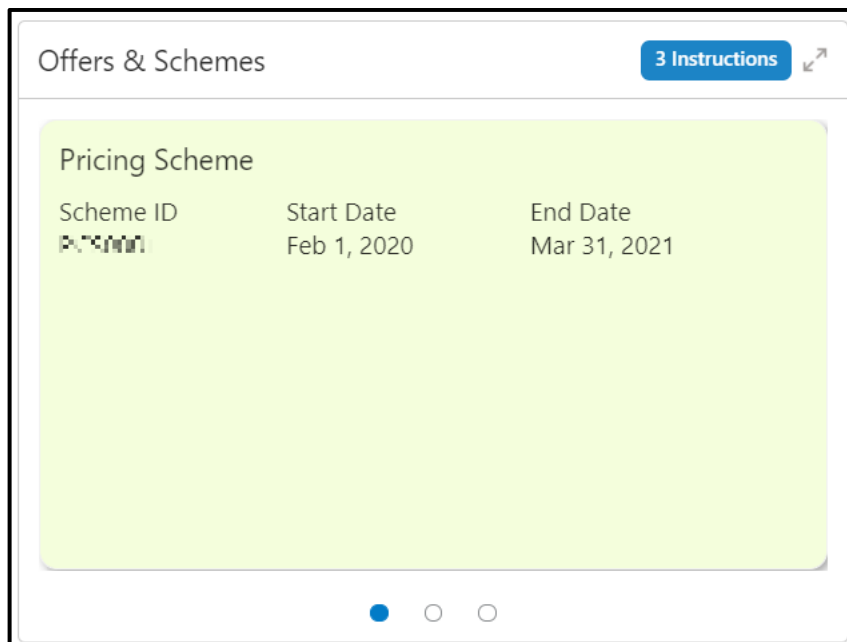 Offers & Schemes
3 Instructions
Pricing Scheme
Scheme ID Start Date End Date
Feb 1, 2020 Mar 31, 2021